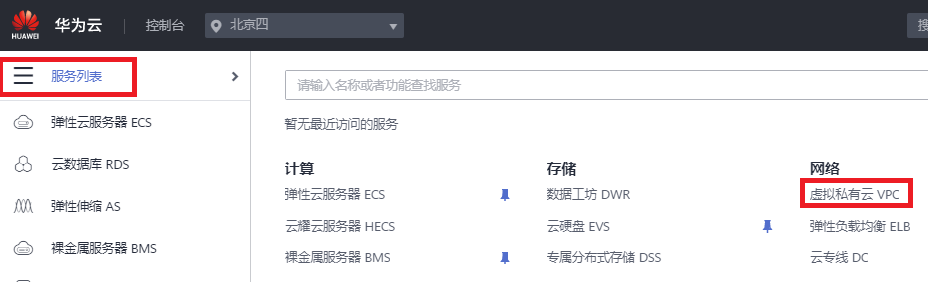 HUAWEI 华为云 控制台 北京四 搜
服务列表
请输入名称或者功能查找服务
弹性云服务器 ECS
暂无最近访问的服务
云数据库 RDS
计算 存储 网络
弹性伸缩 AS
弹性云服务器 ECS 数据工坊 DWR 虚拟私有云 VPC
云耀云服务器 HECS 云硬盘 EVS 弹性负载均衡 ELB
裸金属服务器 BMS
裸金属服务器 BMS 专属分布式存储 DSS 云专线 DC